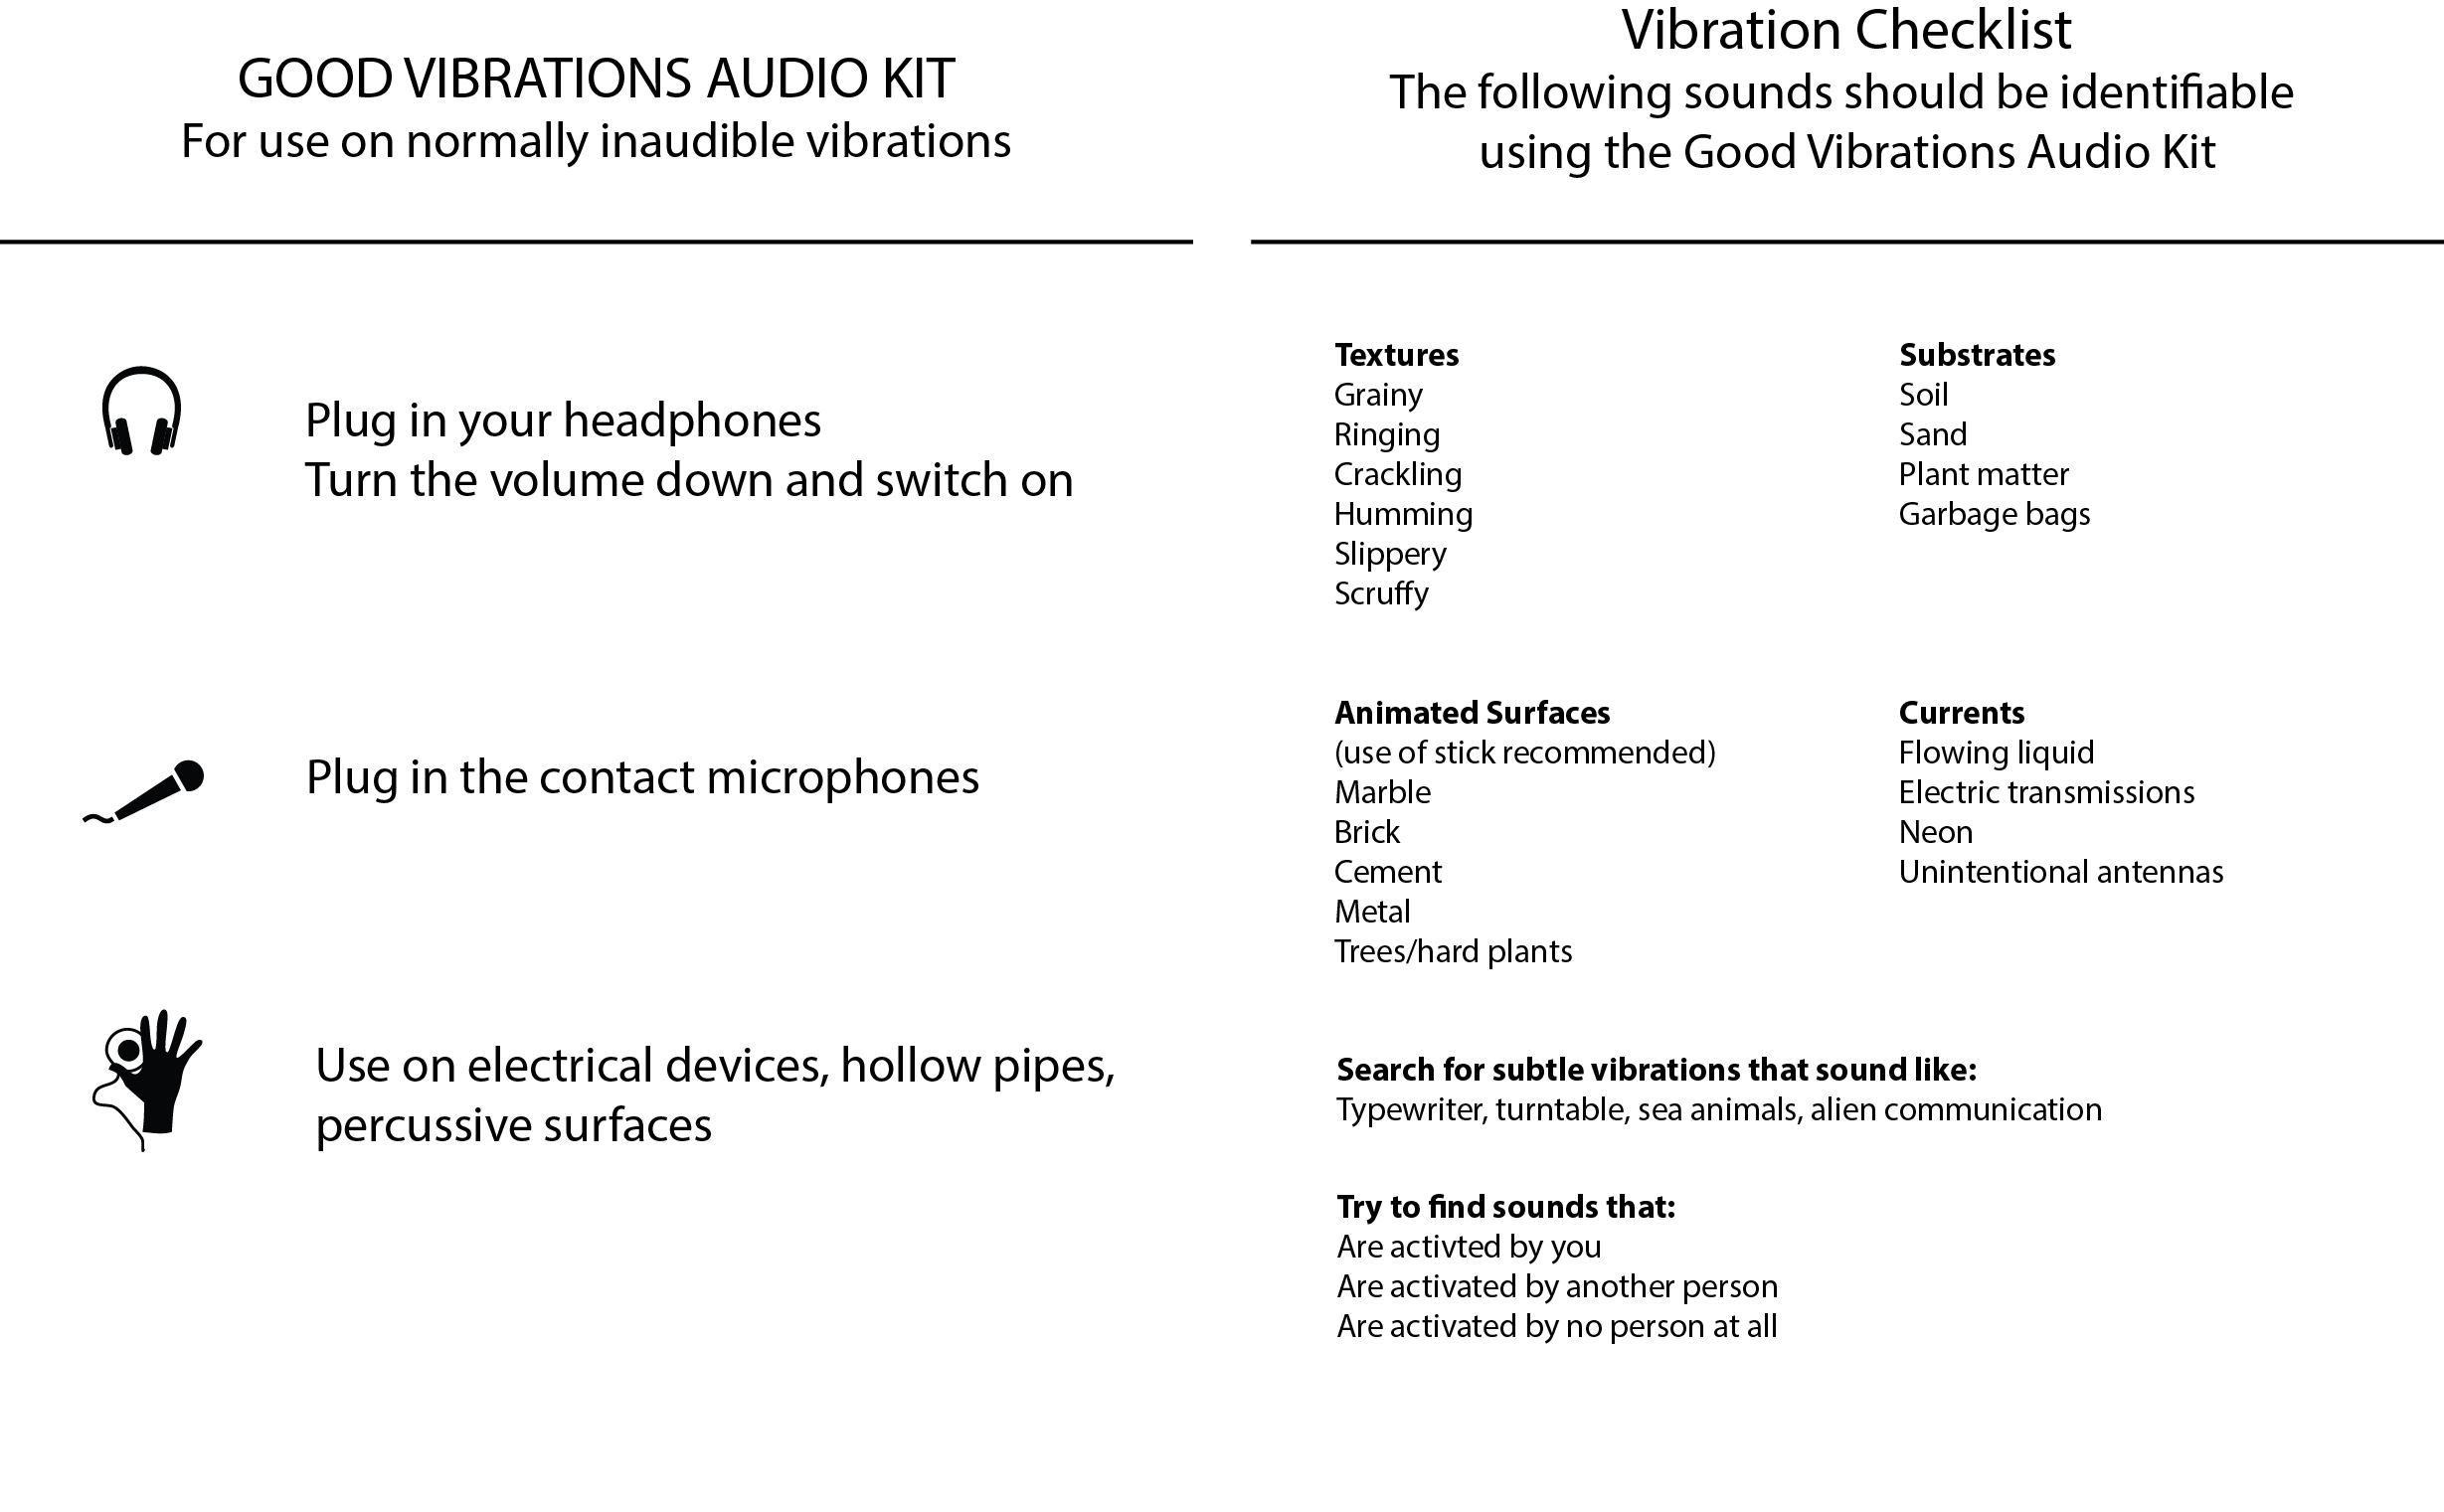 GOOD VIBRATIONS AUDIO KIT
For use on normally inaudible vibrations
Plug in your headphones
Turn the volume down and switch on
Plug in the contact microphones
Use on electrical devices, hollow pipes,
percussive surfaces
Vibration Checklist
The following sounds should be identifiable
using the Good Vibrations Audio Kit
Textures
Grainy
Ringing
Crackling
Humming
Slippery
Scruffy
Substrates
Soil
Sand
Plant matter
Garbage bags
Animated Surfaces
(use of stick recommended)
Marble
Brick
Cement
Metal
Trees/hard plants
Currents
Flowing liquid
Electric transmissions
Neon
Unintentional antennas
Search for subtle vibrations that sound like:
Typewriter, turntable, sea animals, alien communication
Try to find sounds that:
Are activted by you
Are activated by another person
Are activated by no person at all